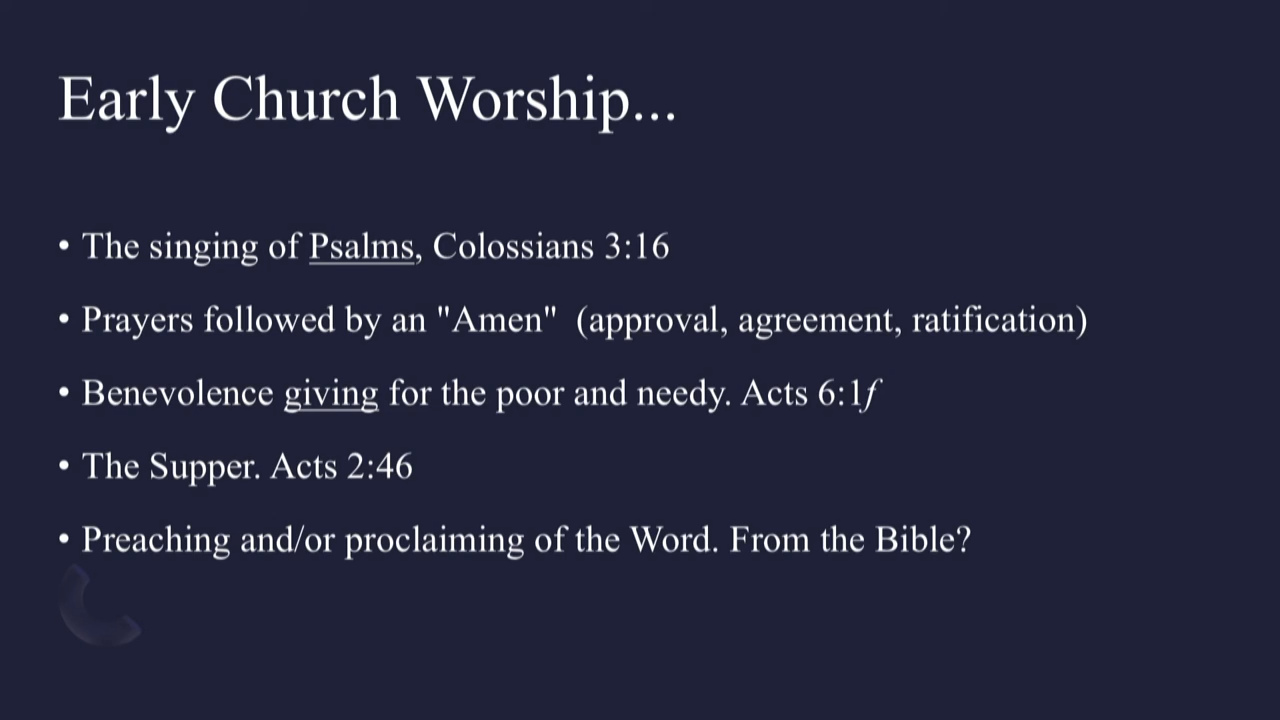 Early Church Worship...
• The singing of Psalms, Colossians 3:16
• Prayers followed by an "Amen"  (approval, agreement, ratification)
• Benevolence giving for the poor and needy. Acts 6:1f
• The Supper. Acts 2:46
• Preaching and/or proclaiming of the Word. From the Bible?